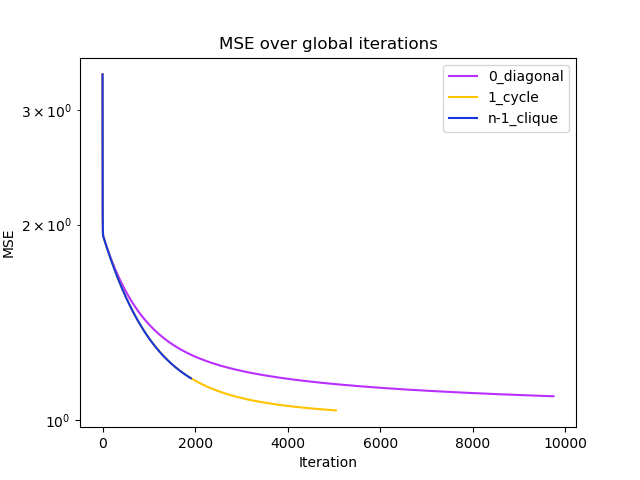 MSE over global iterations
0_diagonal
1_cycle
n-1_clique
3 × 10⁰
2 × 10⁰
10⁰
MSE
0 2000 4000 6000 8000 10000
Iteration